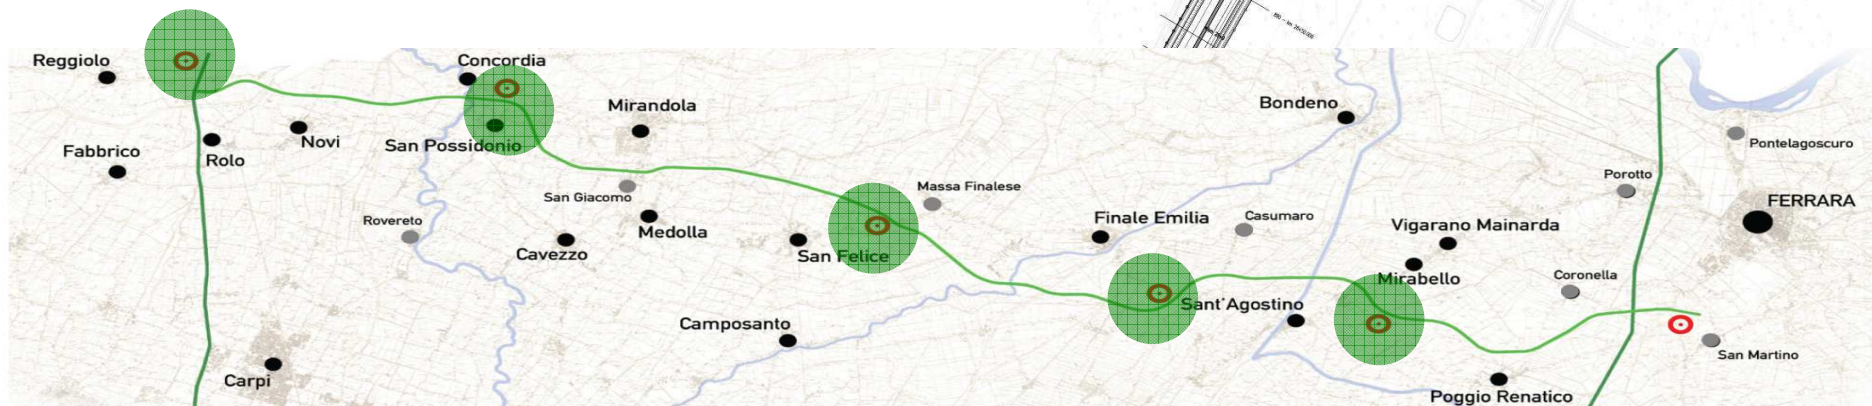 Reggiolo
Concordia
Mirandola
Bondeno
Novi
San Possidonio
Pontelagoscuro
Fabbrico
Rolo
Porotto
San Giacomo
Massa Finalese
FERRARA
Rovereto
Medolla
Finale Emilia
Casumaro
Vigarano Mainarda
Cavezzo
San Felice
Mirabello
Coronella
Sant'Agostino
Camposanto
San Martino
Carpi
Poggio Renatico